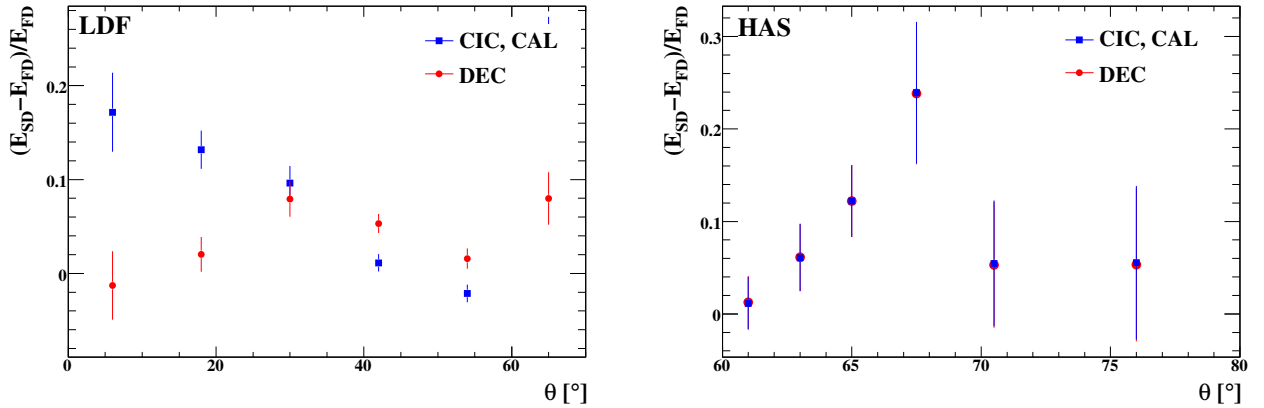 LDF
CIC, CAL
DEC
(E_SD−E_FD)/E_FD
0.2
0.1
0
0 20 40 60
θ [°]
HAS
CIC, CAL
DEC
(E_SD−E_FD)/E_FD
0.3
0.2
0.1
0
60 65 70 75 80
θ [°]